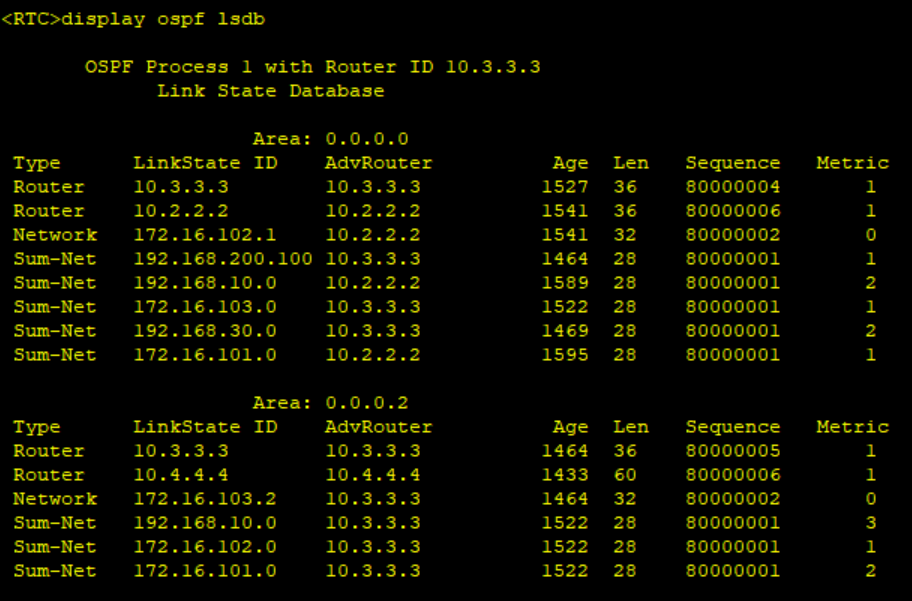 <RTC>display ospf lsdb
OSPF Process 1 with Router ID 10.3.3.3
Link State Database
Area: 0.0.0.0
Type LinkState ID AdvRouter Age Len Sequence Metric
Router 10.3.3.3 10.3.3.3 1527 36 80000004 1
Router 10.2.2.2 10.2.2.2 1541 36 80000006 1
Network 172.16.102.1 10.2.2.2 1541 32 80000002 0
Sum-Net 192.168.200.100 10.3.3.3 1464 28 80000001 1
Sum-Net 192.168.10.0 10.2.2.2 1589 28 80000001 2
Sum-Net 172.16.103.0 10.3.3.3 1522 28 80000001 1
Sum-Net 192.168.30.0 10.3.3.3 1469 28 80000001 2
Sum-Net 172.16.101.0 10.2.2.2 1595 28 80000001 1
Area: 0.0.0.2
Type LinkState ID AdvRouter Age Len Sequence Metric
Router 10.3.3.3 10.3.3.3 1464 36 80000005 1
Router 10.4.4.4 10.4.4.4 1433 60 80000006 1
Network 172.16.103.2 10.3.3.3 1464 32 80000002 0
Sum-Net 192.168.10.0 10.3.3.3 1522 28 80000001 3
Sum-Net 172.16.102.0 10.3.3.3 1522 28 80000001 1
Sum-Net 172.16.101.0 10.3.3.3 1522 28 80000001 2